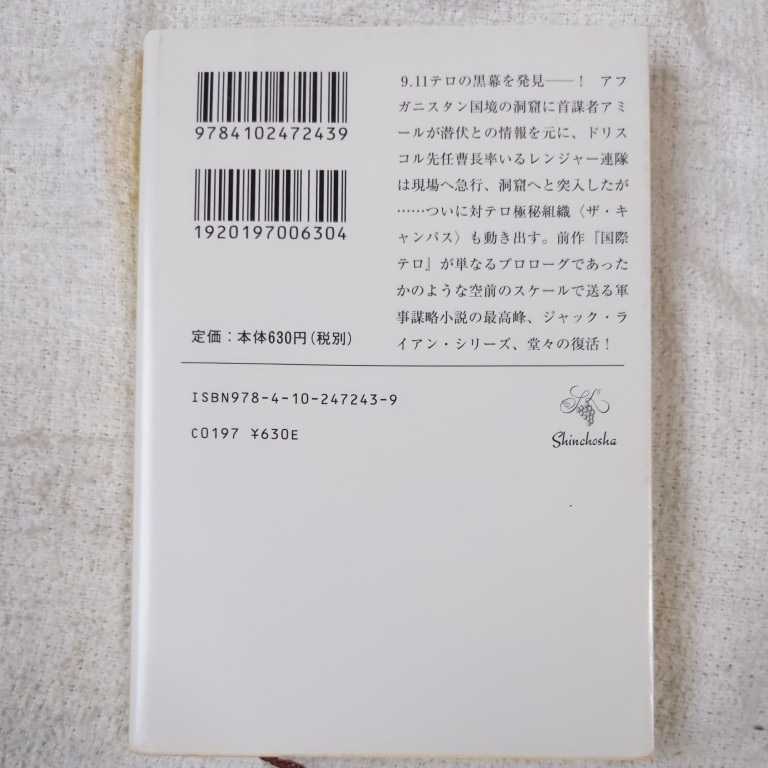 9784102472439
1920197006304
定価：本体630円（税別）
9.11テロの黒幕を発見――！　アフ
ガニスタン国境の洞窟に首謀者アミ
ールが潜伏との情報を元に、ドリス
コル先任曹長率いるレンジャー連隊
は現場へ急行、洞窟へと突入したが
……ついに対テロ極秘組織〈ザ・キ
ャンパス〉も動き出す。前作『国際
テロ』が単なるプロローグであった
かのような空前のスケールで送る軍
事謀略小説の最高峰、ジャック・ラ
イアン・シリーズ、堂々の復活！
ISBN978-4-10-247243-9
C0197 ¥630E
Shinchosha